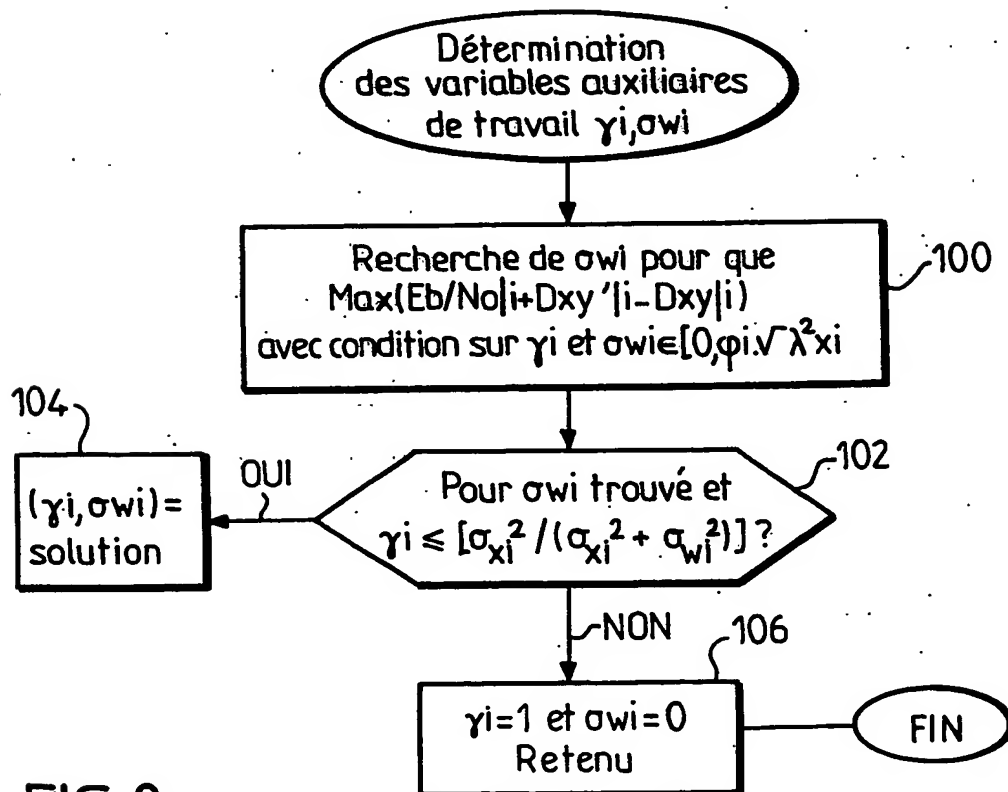 Détermination
des variables auxiliaires
de travail γi,σwi
Recherche de σwi pour que
Max(Eb/No|i+Dxy'|i-Dxy|i)
avec condition sur γi et σwi∈[0,φi.√λ²xi
100
104
102
OUI
(γi,σwi)=
solution
Pour σwi trouvé et
γi ≤ [σxi²/(σxi² + σwi²)] ?
NON
106
γi=1 et σwi=0
Retenu
FIN